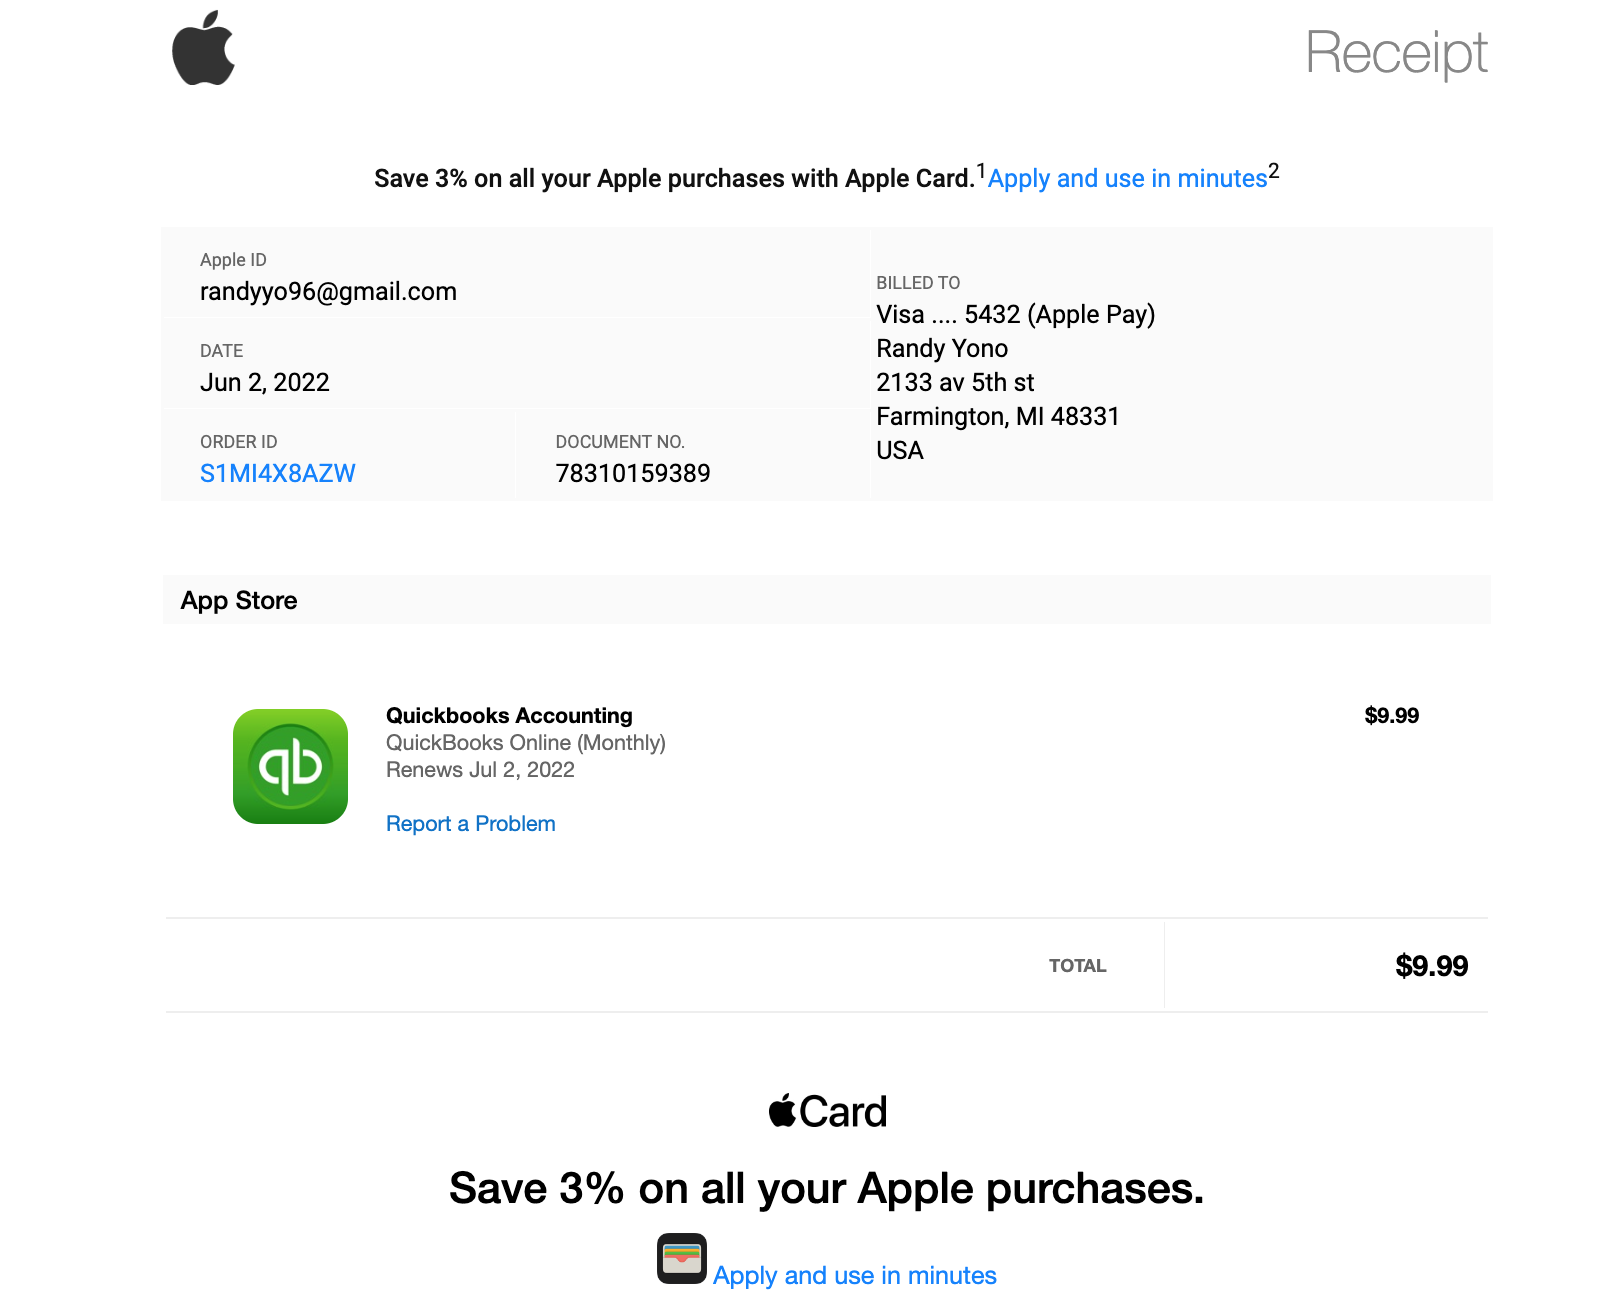 Receipt
Save 3% on all your Apple purchases with Apple Card.¹Apply and use in minutes²
Apple ID
randyyo96@gmail.com
DATE
Jun 2, 2022
ORDER ID
S1MI4X8AZW
DOCUMENT NO.
78310159389
BILLED TO
Visa .... 5432 (Apple Pay)
Randy Yono
2133 av 5th st
Farmington, MI 48331
USA
App Store
qb
Quickbooks Accounting
$9.99
QuickBooks Online (Monthly)
Renews Jul 2, 2022
Report a Problem
TOTAL
$9.99
Card
Save 3% on all your Apple purchases.
Apply and use in minutes